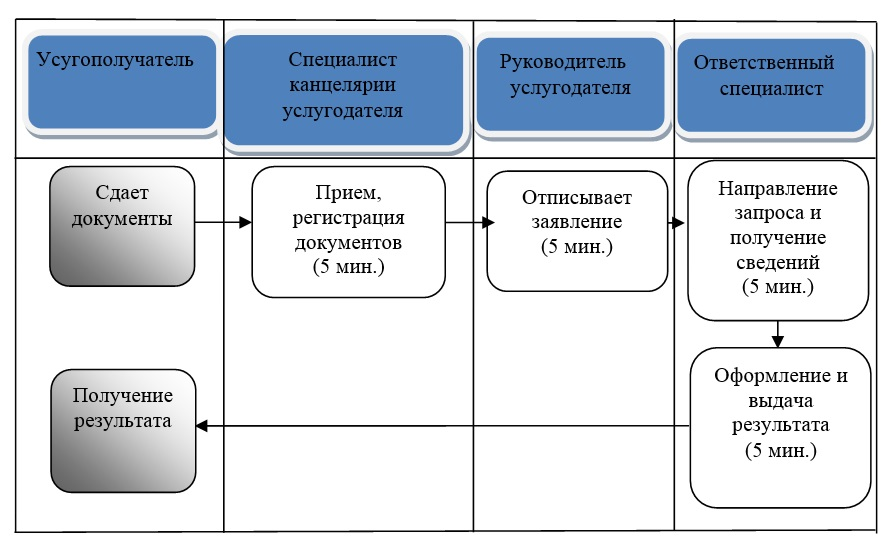 Усугополучатель
Специалист
канцелярии
услугодателя
Руководитель
услугодателя
Ответственный
специалист
Сдает
документы
Прием,
регистрация
документов
(5 мин.)
Отписывает
заявление
(5 мин.)
Направление
запроса и
получение
сведений
(5 мин.)
Получение
результата
Оформление и
выдача
результата
(5 мин.)